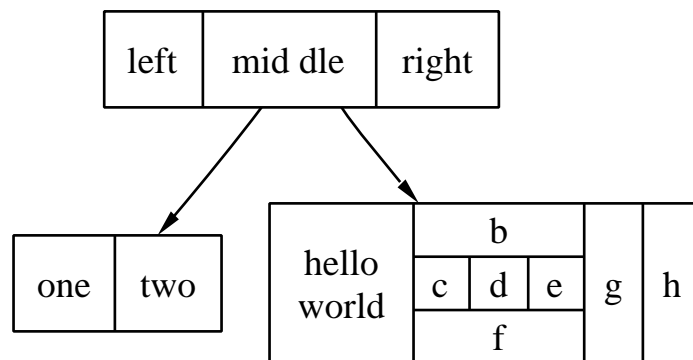 left mid dle right
one two
hello
world
b
c d e
f
g h